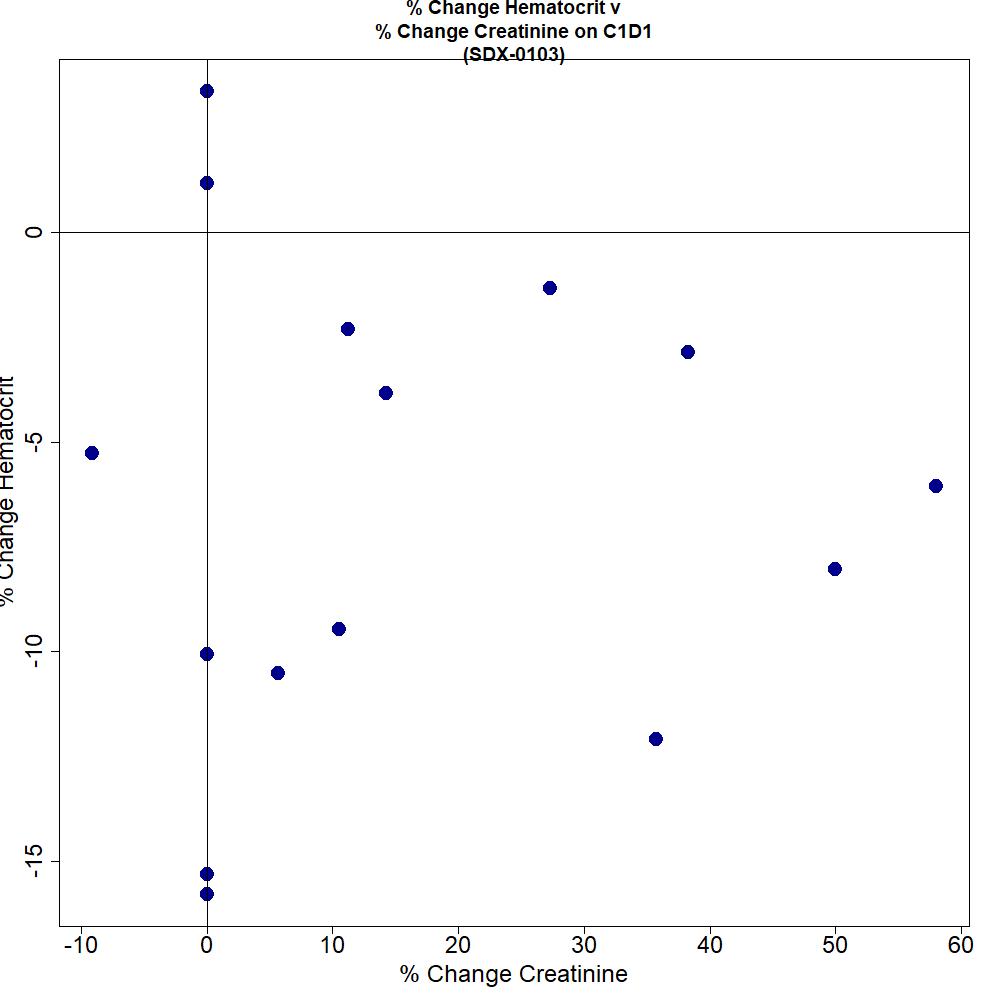 % Change Hematocrit v
% Change Creatinine on C1D1
(SDX-0103)
% Change Hematocrit
0
-5
-10
-15
-10 0 10 20 30 40 50 60
% Change Creatinine